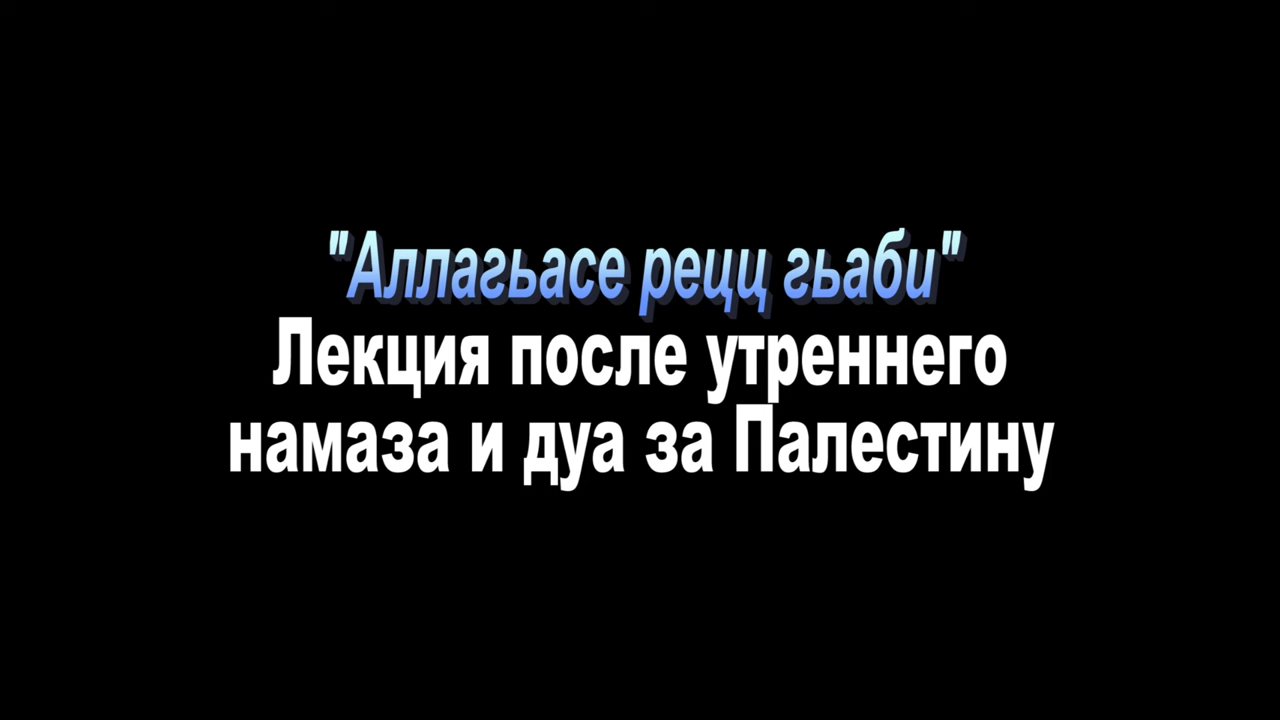 "Аллагьасе рецц гьаби"
Лекция после утреннего
намаза и дуа за Палестину